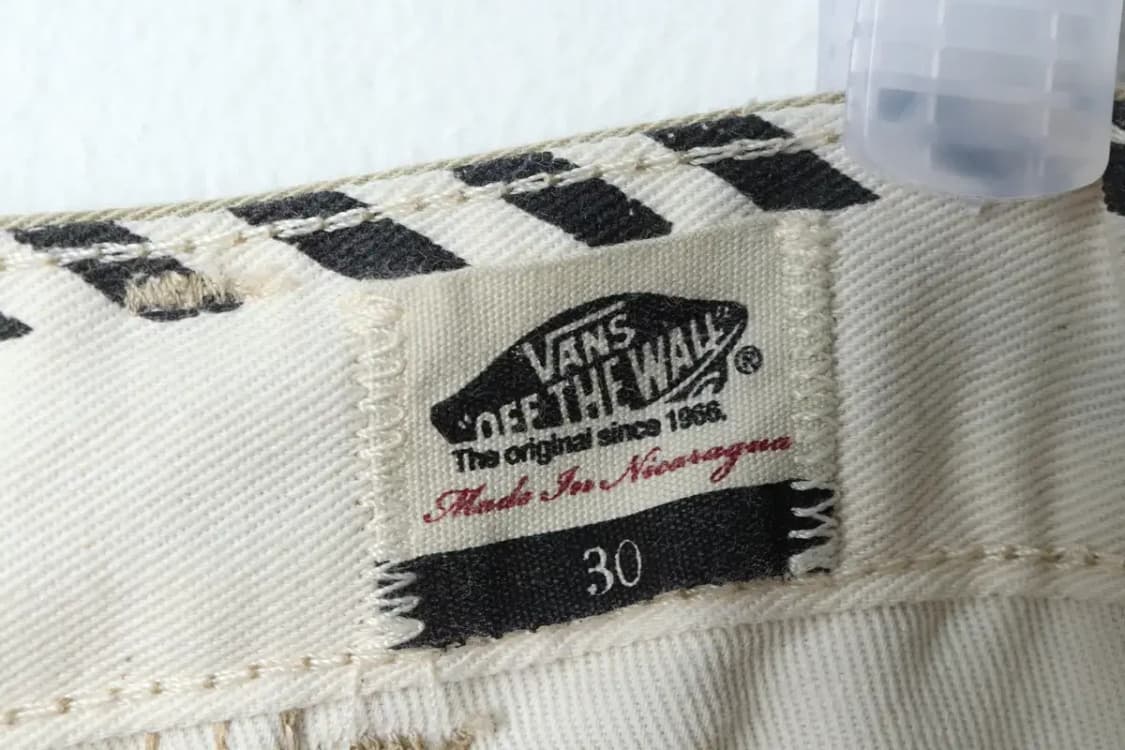 VANS
"OFF THE WALL"
®
The original since 1966.
Made In Nicaragua
30